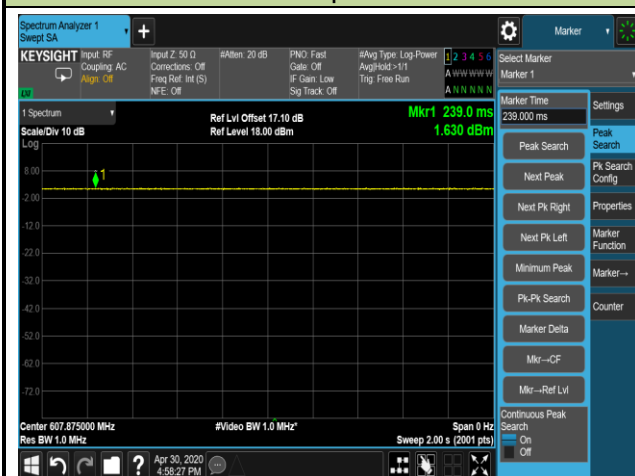 Spectrum Analyzer 1
Swept SA
+
Marker
KEYSIGHT
Input: RF
Coupling: AC
Align: Off
Input Z: 50 Ω
Corrections: Off
Freq Ref: Int (S)
NFE: Off
#Atten: 20 dB
PNO: Fast
Gate: Off
IF Gain: Low
Sig Track: Off
#Avg Type: Log-Power
Avg|Hold:>1/1
Trig: Free Run
1 2 3 4 5 6
A W W W W W
A N N N N N
Select Marker
Marker 1
1 Spectrum
Scale/Div 10 dB
Log
Ref Lvl Offset 17.10 dB
Ref Level 18.00 dBm
Mkr1 239.0 ms
1.630 dBm
8.00
-2.00
-12.0
-22.0
-32.0
-42.0
-52.0
-62.0
-72.0
1
Center 607.875000 MHz
Res BW 1.0 MHz
#Video BW 1.0 MHz*
Span 0 Hz
Sweep 2.00 s (2001 pts)
Marker Time
239.000 ms
Peak Search
Next Peak
Next Pk Right
Next Pk Left
Minimum Peak
Pk-Pk Search
Marker Delta
Mkr→CF
Mkr→Ref Lvl
Continuous Peak
Search
On
Off
Settings
Peak
Search
Pk Search
Config
Properties
Marker
Function
Marker→
Counter
?
Apr 30, 2020
4:58:27 PM